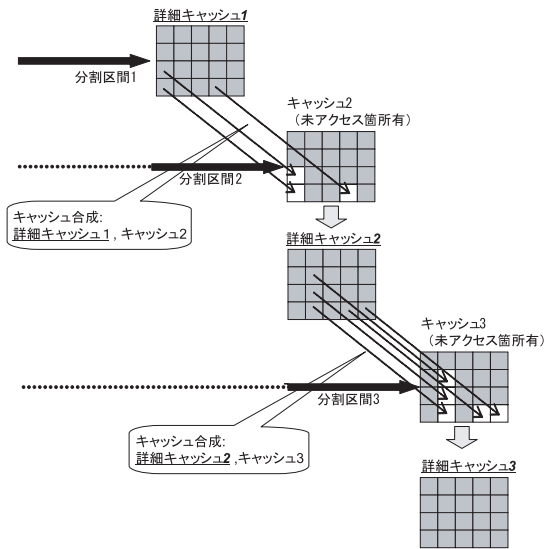 詳細キャッシュ1
分割区間1
キャッシュ2
（未アクセス箇所有）
分割区間2
キャッシュ合成:
詳細キャッシュ1 , キャッシュ2
詳細キャッシュ2
キャッシュ3
（未アクセス箇所有）
分割区間3
キャッシュ合成:
詳細キャッシュ2 ,キャッシュ3
詳細キャッシュ3